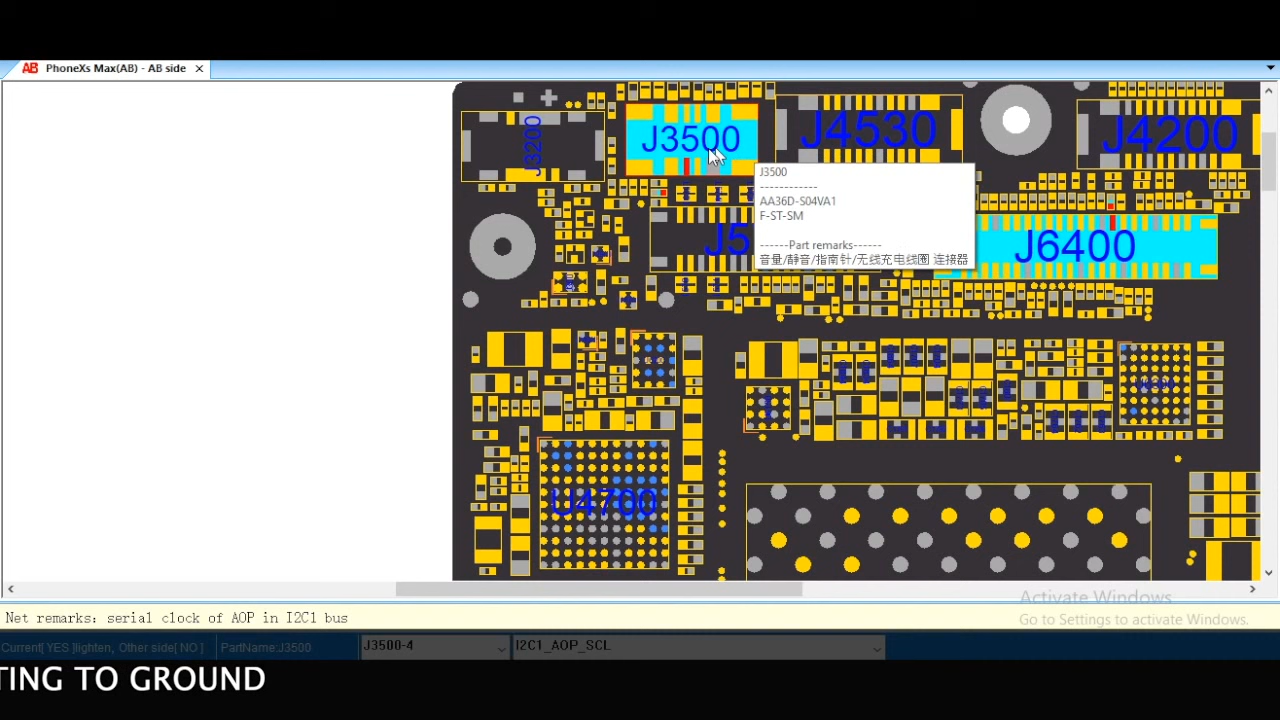 AB PhoneXs Max(AB) - AB side ×
J3200
J3500
J4530
J4200
J3500
------------
AA36D-S04VA1
F-ST-SM
------Part remarks------
音量/静音/指南针/无线充电线圈 连接器
J5
J6400
U4700
Activate Windows
Go to Settings to activate Windows.
Net remarks: serial clock of AOP in I2C1 bus
Current[ YES ]lighten, Other side[ NO ]
PartName:J3500
J3500-4
I2C1_AOP_SCL
TING TO GROUND